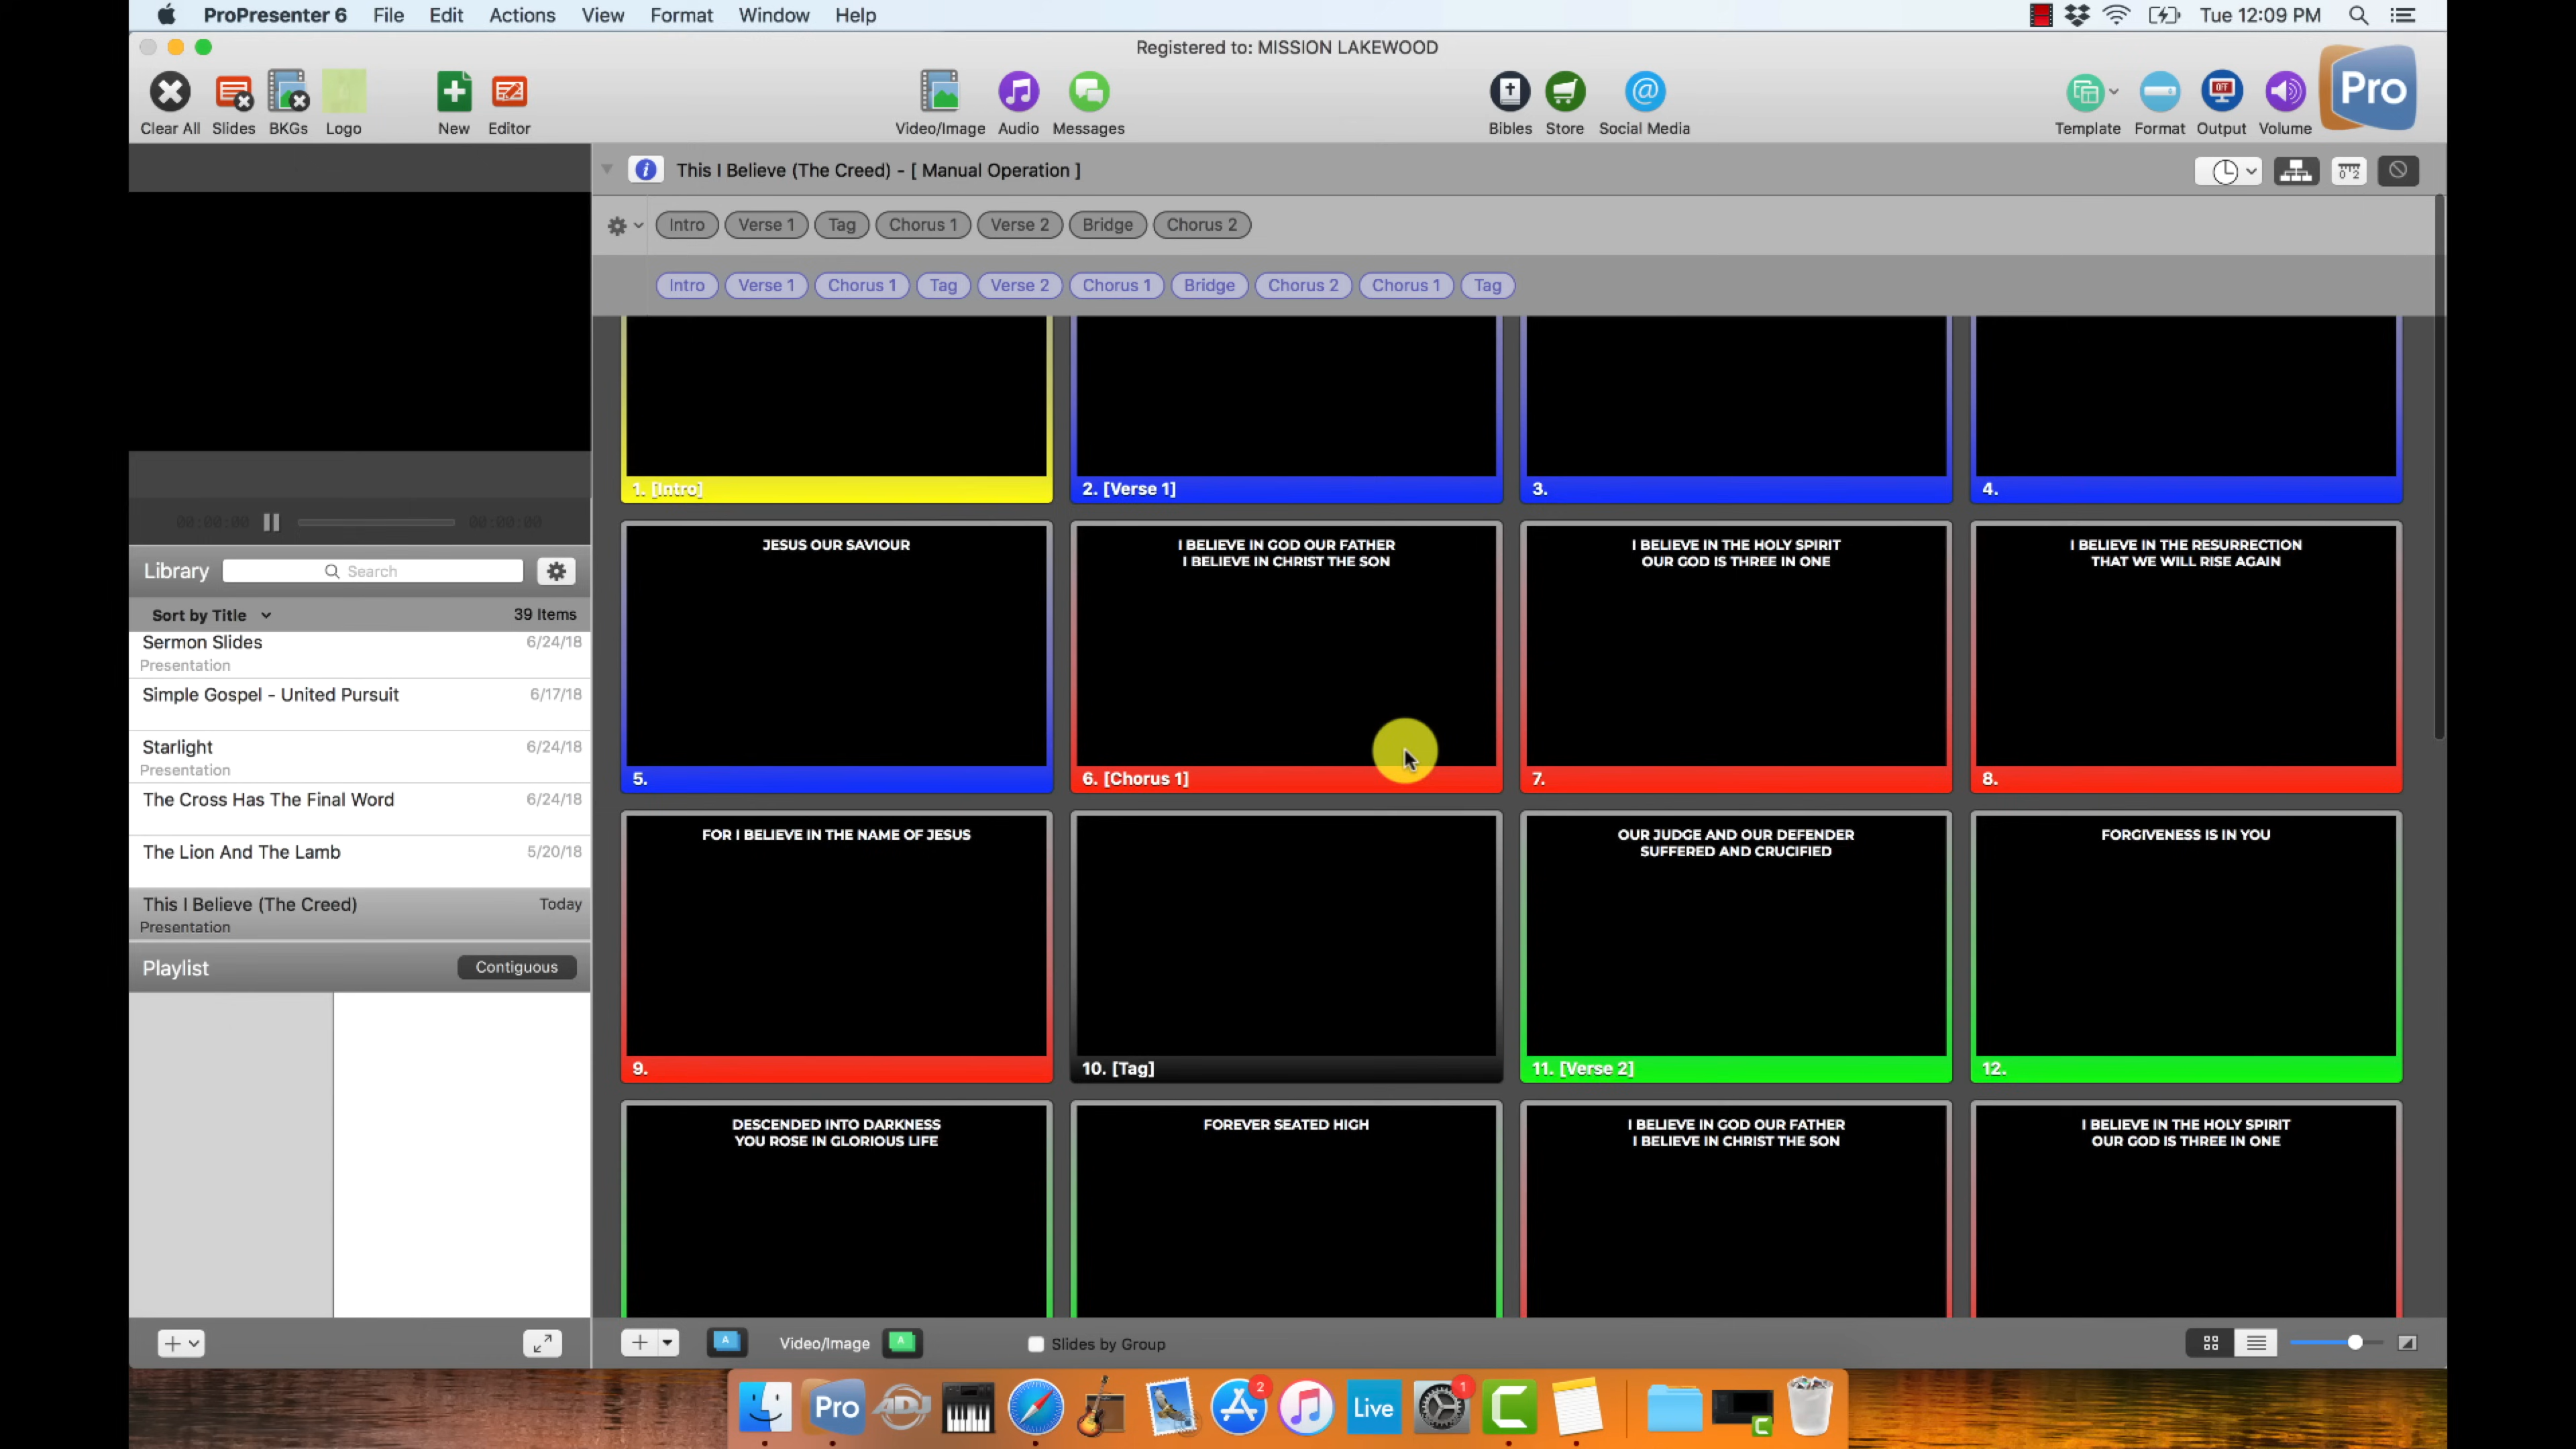 ProPresenter 6 File Edit Actions View Format Window Help
Tue 12:09 PM
Registered to: MISSION LAKEWOOD
Clear All Slides BKGs Logo New Editor Video/Image Audio Messages Bibles Store Social Media Template Format Output Volume
OFF
Pro
This I Believe (The Creed) - [ Manual Operation ]
Intro Verse 1 Tag Chorus 1 Verse 2 Bridge Chorus 2
Intro Verse 1 Chorus 1 Tag Verse 2 Chorus 1 Bridge Chorus 2 Chorus 1 Tag
1. [Intro]
2. [Verse 1]
3.
4.
00:00:00 00:00:00
Library Search
Sort by Title 39 Items
Sermon Slides 6/24/18
Presentation
Simple Gospel - United Pursuit 6/17/18
Starlight 6/24/18
Presentation
The Cross Has The Final Word 6/24/18
The Lion And The Lamb 5/20/18
This I Believe (The Creed) Today
Presentation
Playlist Contiguous
JESUS OUR SAVIOUR
5.
I BELIEVE IN GOD OUR FATHER
I BELIEVE IN CHRIST THE SON
6. [Chorus 1]
I BELIEVE IN THE HOLY SPIRIT
OUR GOD IS THREE IN ONE
7.
I BELIEVE IN THE RESURRECTION
THAT WE WILL RISE AGAIN
8.
FOR I BELIEVE IN THE NAME OF JESUS
9.
10. [Tag]
OUR JUDGE AND OUR DEFENDER
SUFFERED AND CRUCIFIED
11. [Verse 2]
FORGIVENESS IS IN YOU
12.
DESCENDED INTO DARKNESS
YOU ROSE IN GLORIOUS LIFE
FOREVER SEATED HIGH
I BELIEVE IN GOD OUR FATHER
I BELIEVE IN CHRIST THE SON
I BELIEVE IN THE HOLY SPIRIT
OUR GOD IS THREE IN ONE
A Video/Image A Slides by Group
Pro ADJ 2 Live 1